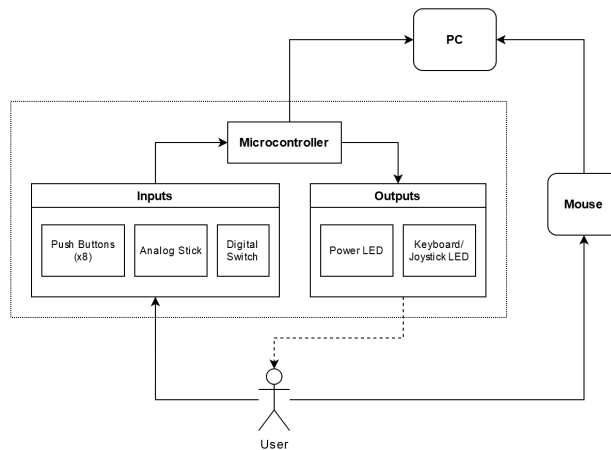 PC
Microcontroller
Inputs
Outputs
Mouse
Push Buttons
(x8)
Analog Stick
Digital
Switch
Power LED
Keyboard/
Joystick LED
User